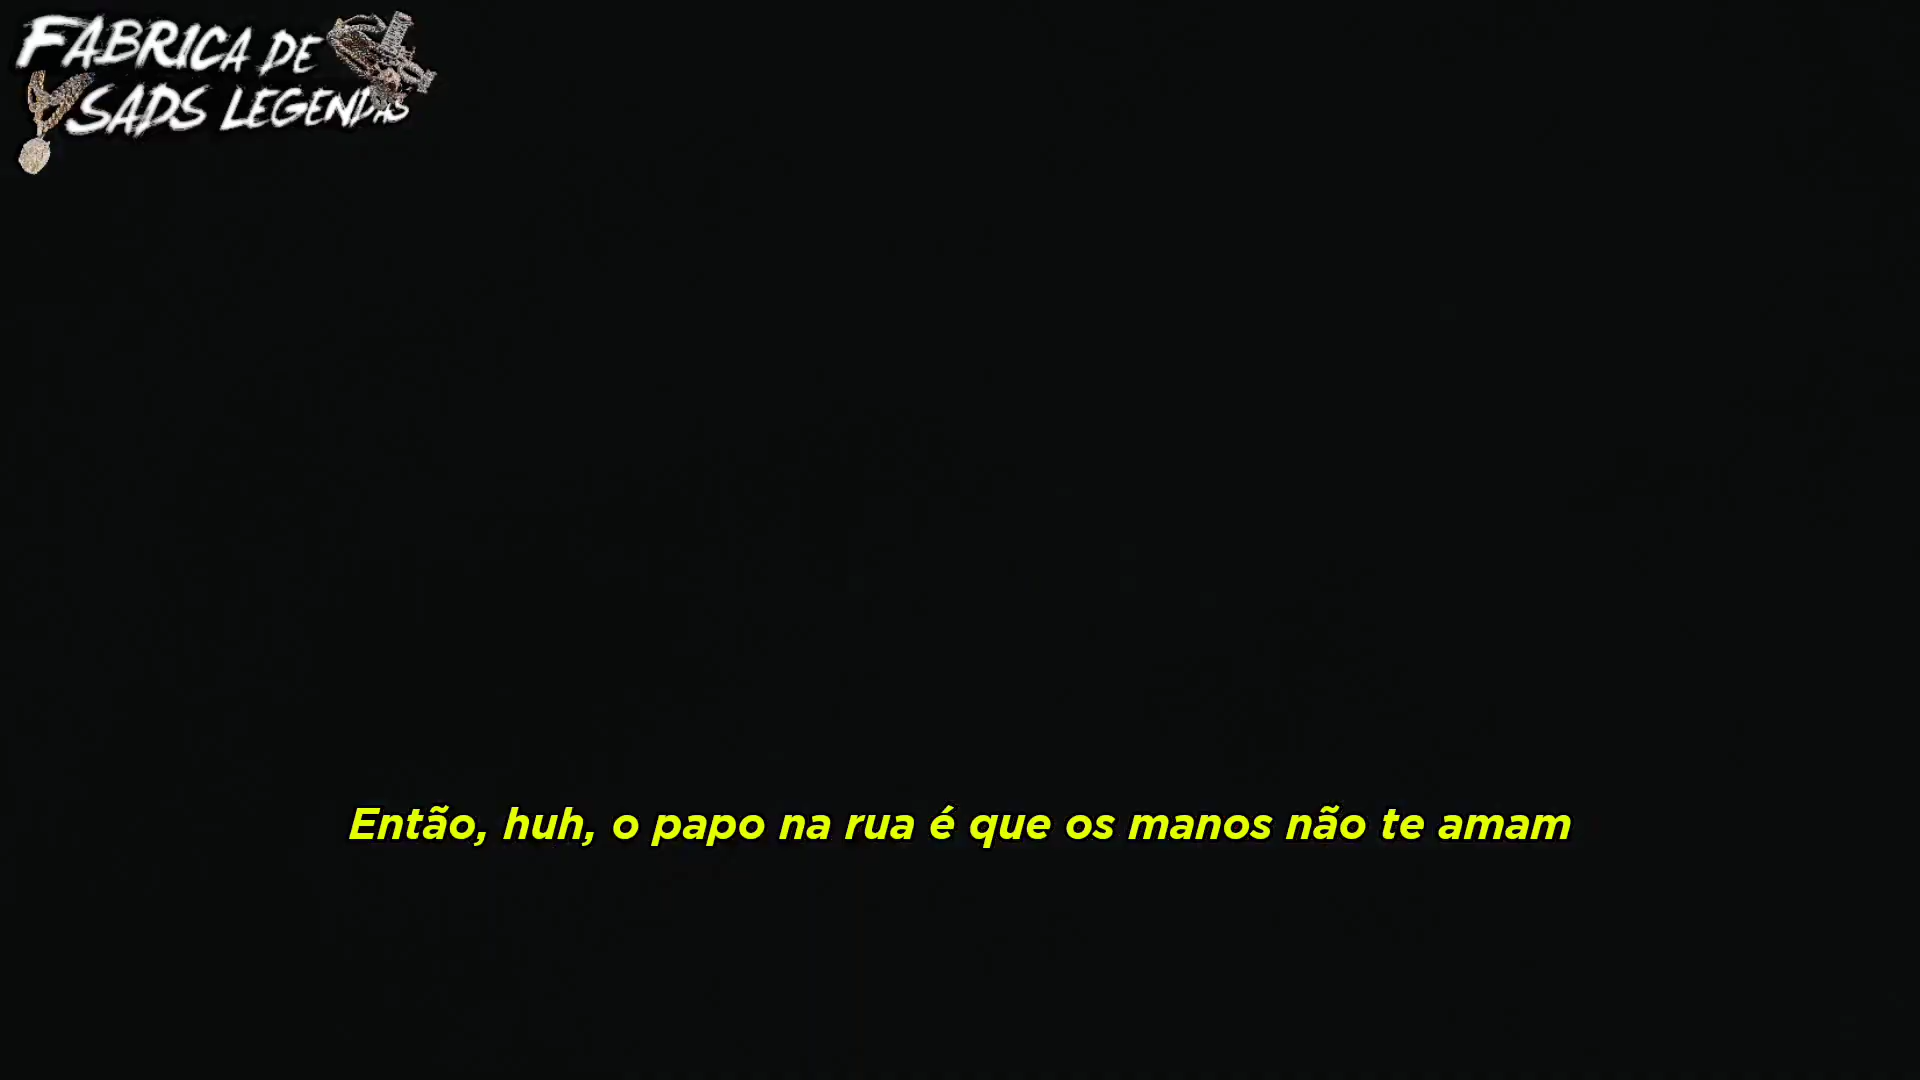 FABRICA DE
SADS LEGENDAS
Então, huh, o papo na rua é que os manos não te amam